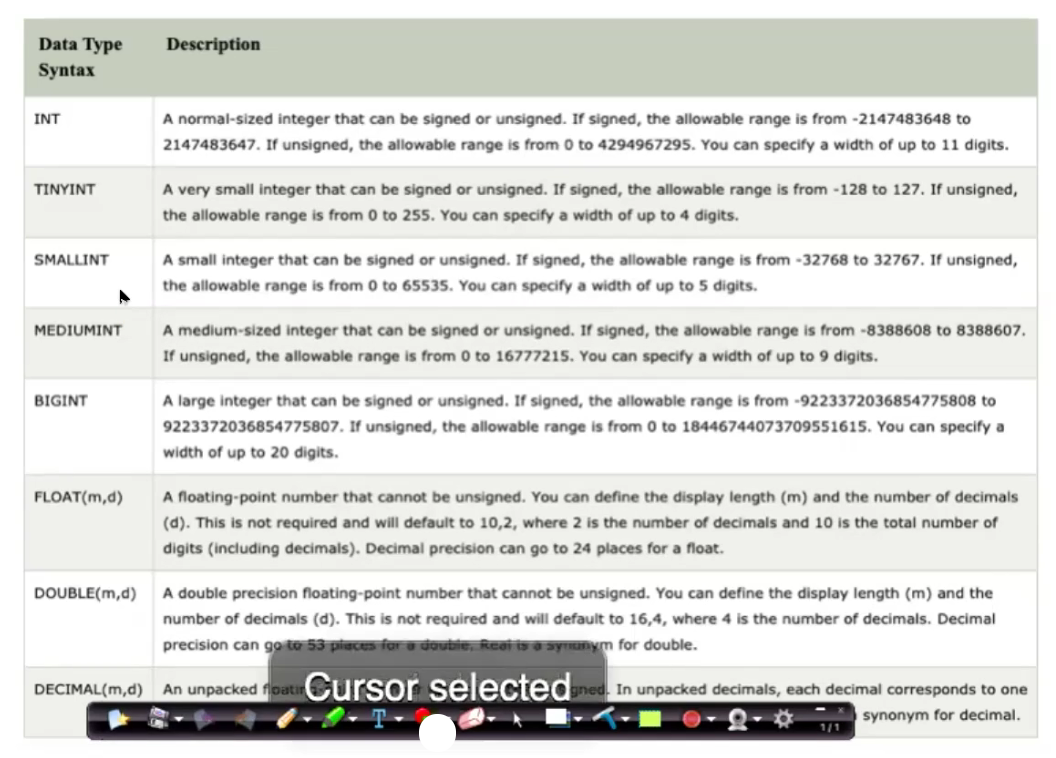 Data Type Description
Syntax
INT A normal-sized integer that can be signed or unsigned. If signed, the allowable range is from -2147483648 to
2147483647. If unsigned, the allowable range is from 0 to 4294967295. You can specify a width of up to 11 digits.
TINYINT A very small integer that can be signed or unsigned. If signed, the allowable range is from -128 to 127. If unsigned,
the allowable range is from 0 to 255. You can specify a width of up to 4 digits.
SMALLINT A small integer that can be signed or unsigned. If signed, the allowable range is from -32768 to 32767. If unsigned,
the allowable range is from 0 to 65535. You can specify a width of up to 5 digits.
MEDIUMINT A medium-sized integer that can be signed or unsigned. If signed, the allowable range is from -8388608 to 8388607.
If unsigned, the allowable range is from 0 to 16777215. You can specify a width of up to 9 digits.
BIGINT A large integer that can be signed or unsigned. If signed, the allowable range is from -9223372036854775808 to
9223372036854775807. If unsigned, the allowable range is from 0 to 18446744073709551615. You can specify a
width of up to 20 digits.
FLOAT(m,d) A floating-point number that cannot be unsigned. You can define the display length (m) and the number of decimals
(d). This is not required and will default to 10,2, where 2 is the number of decimals and 10 is the total number of
digits (including decimals). Decimal precision can go to 24 places for a float.
DOUBLE(m,d) A double precision floating-point number that cannot be unsigned. You can define the display length (m) and the
number of decimals (d). This is not required and will default to 16,4, where 4 is the number of decimals. Decimal
precision can go to 53 places for a double. Real is a synonym for double.
Cursor selected
DECIMAL(m,d) An unpacked In unpacked decimals, each decimal corresponds to one
synonym for decimal.
T 1/1